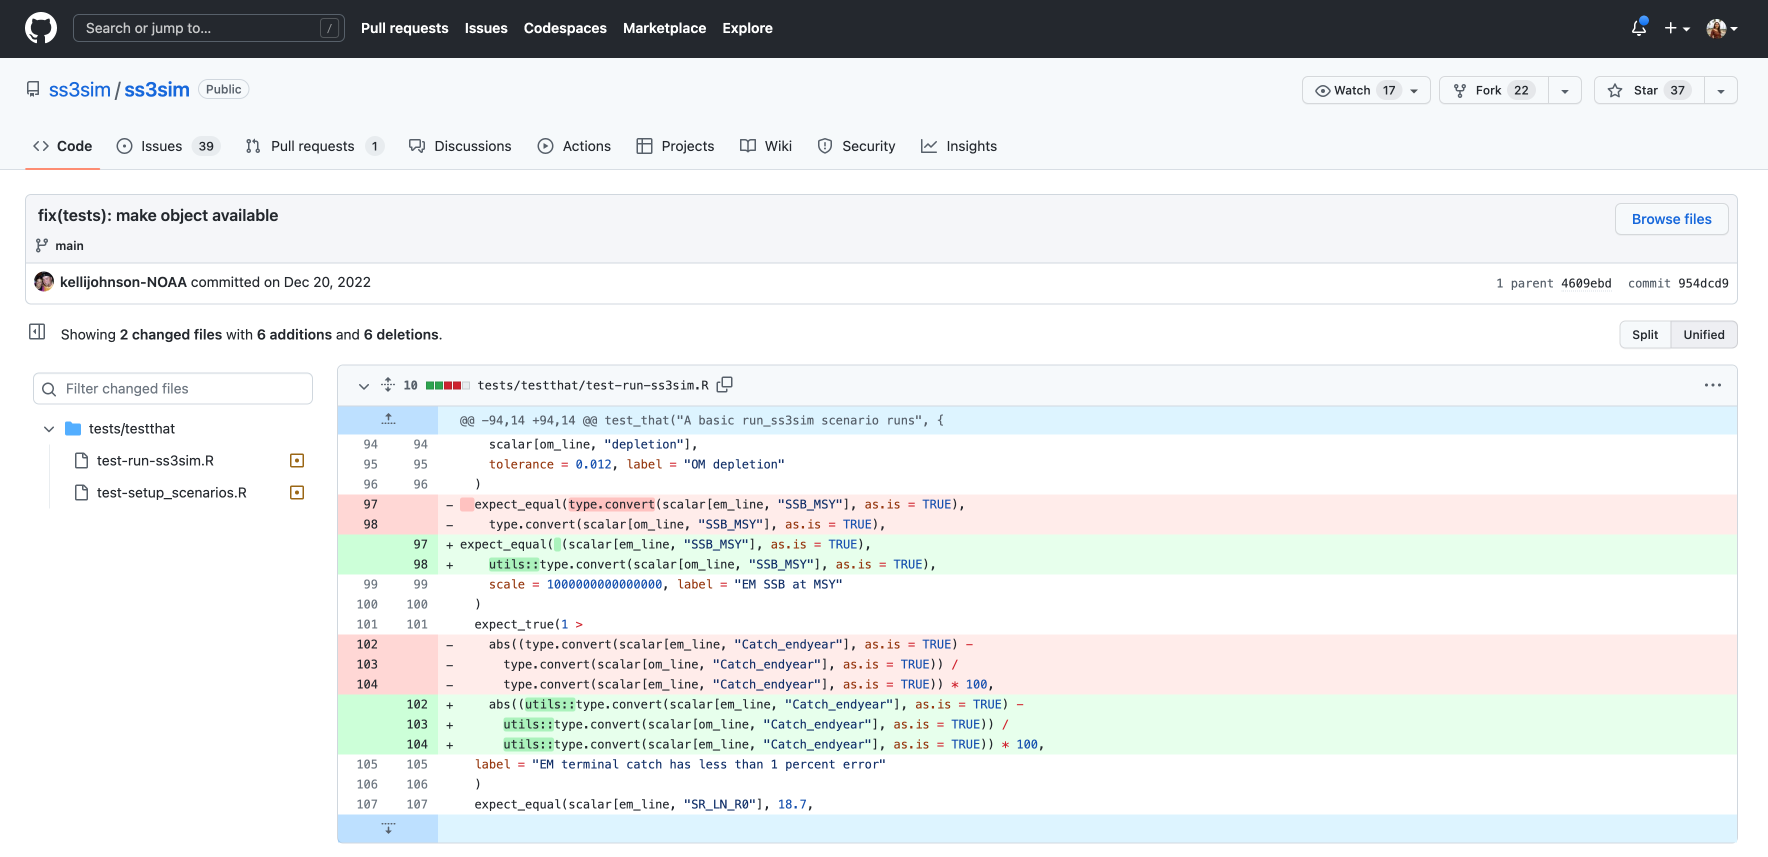 Search or jump to... / Pull requests Issues Codespaces Marketplace Explore
ss3sim / ss3sim Public Watch 17 Fork 22 Star 37
Code Issues 39 Pull requests 1 Discussions Actions Projects Wiki Security Insights
fix(tests): make object available Browse files
main
kellijohnson-NOAA committed on Dec 20, 2022 1 parent 4609ebd commit 954dcd9
Showing 2 changed files with 6 additions and 6 deletions. Split Unified
Filter changed files
tests/testthat
test-run-ss3sim.R
test-setup_scenarios.R
10 tests/testthat/test-run-ss3sim.R
@@ -94,14 +94,14 @@ test_that("A basic run_ss3sim scenario runs", {
94 94 scalar[om_line, "depletion"],
95 95 tolerance = 0.012, label = "OM depletion"
96 96 )
97 - expect_equal(type.convert(scalar[em_line, "SSB_MSY"], as.is = TRUE),
98 - type.convert(scalar[om_line, "SSB_MSY"], as.is = TRUE),
97 + expect_equal( (scalar[em_line, "SSB_MSY"], as.is = TRUE),
98 + utils::type.convert(scalar[om_line, "SSB_MSY"], as.is = TRUE),
99 99 scale = 1000000000000000, label = "EM SSB at MSY"
100 100 )
101 101 expect_true(1 >
102 - abs((type.convert(scalar[em_line, "Catch_endyear"], as.is = TRUE) -
103 - type.convert(scalar[om_line, "Catch_endyear"], as.is = TRUE)) /
104 - type.convert(scalar[em_line, "Catch_endyear"], as.is = TRUE)) * 100,
102 + abs((utils::type.convert(scalar[em_line, "Catch_endyear"], as.is = TRUE) -
103 + utils::type.convert(scalar[om_line, "Catch_endyear"], as.is = TRUE)) /
104 + utils::type.convert(scalar[em_line, "Catch_endyear"], as.is = TRUE)) * 100,
105 105 label = "EM terminal catch has less than 1 percent error"
106 106 )
107 107 expect_equal(scalar[em_line, "SR_LN_R0"], 18.7,